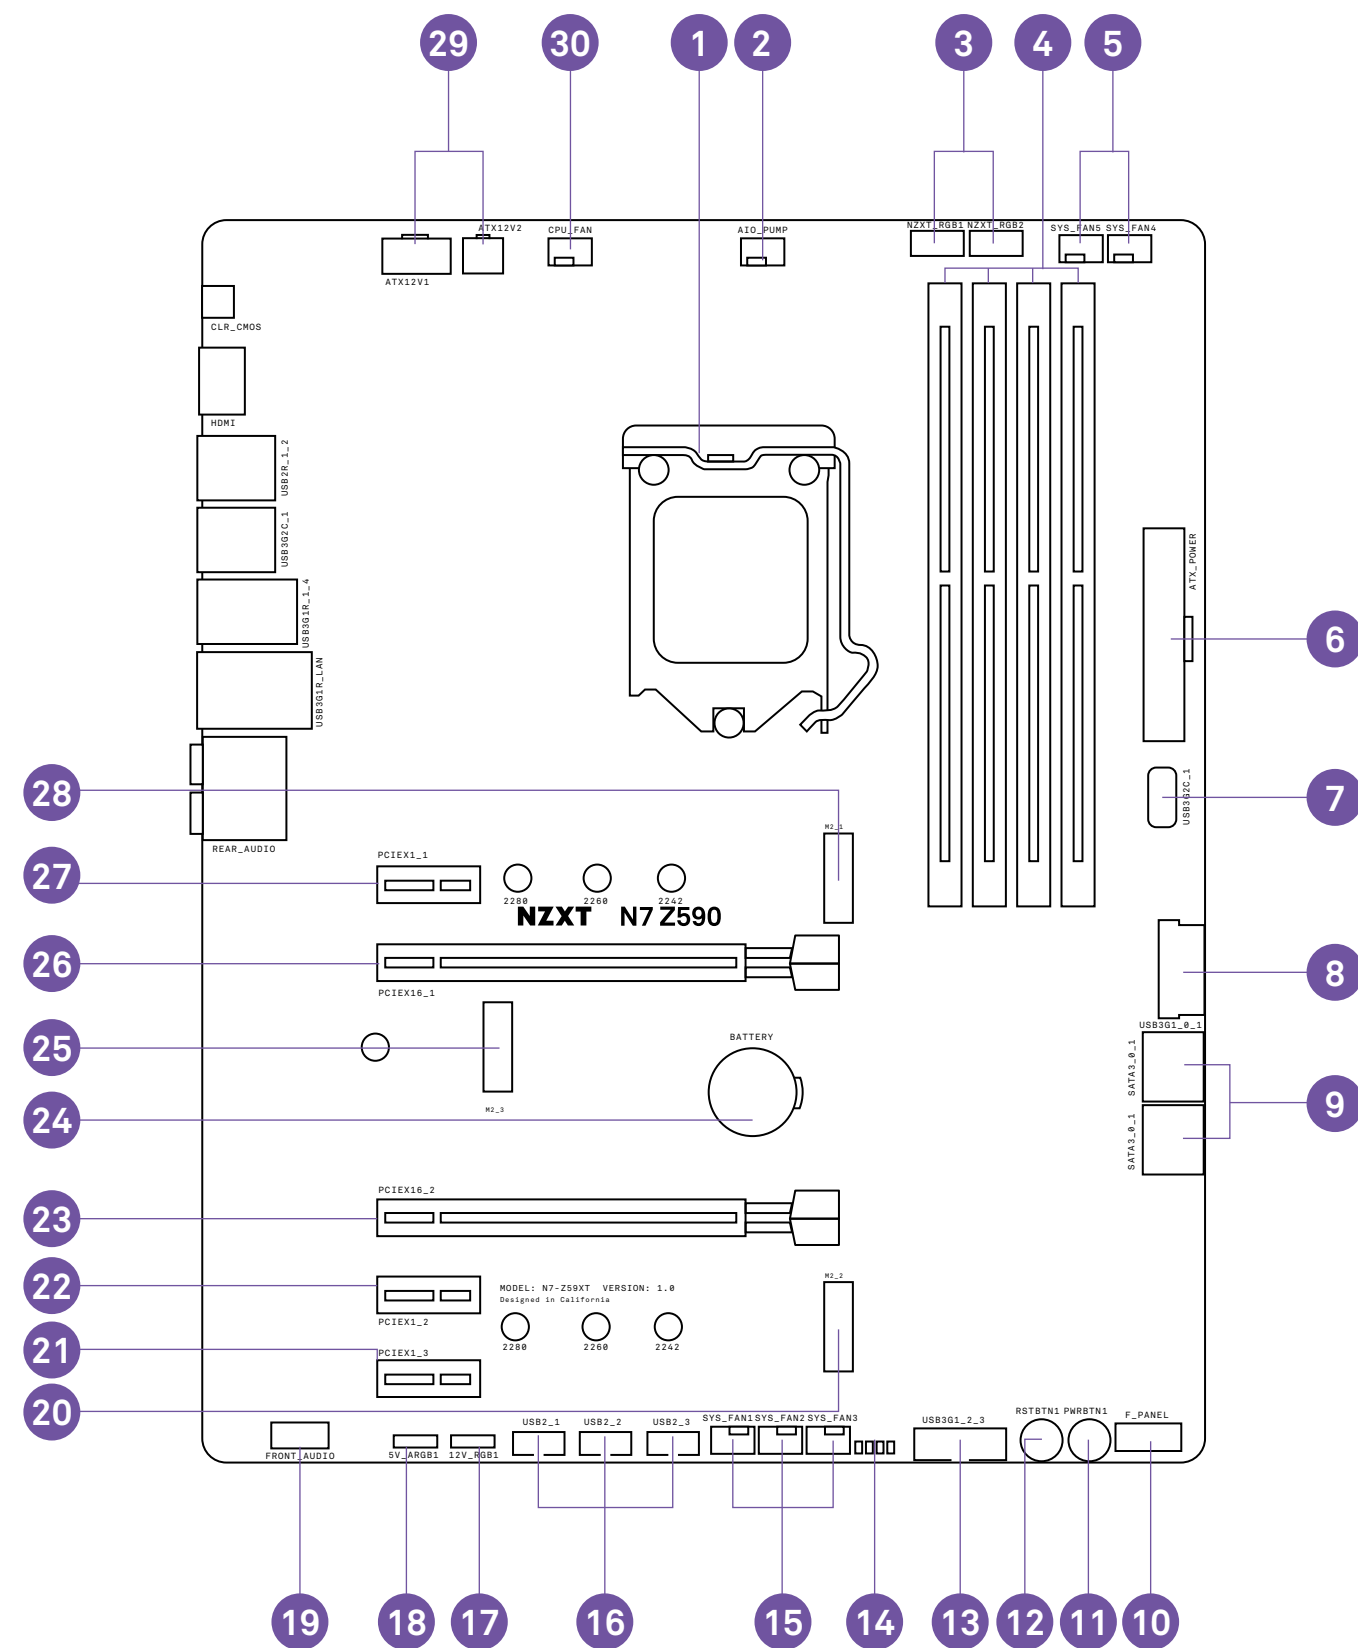 29
30
1
2
3
4
5
ATX12V2
CPU_FAN
AIO_PUMP
NZXT_RGB1
NZXT_RGB2
SYS_FAN5
SYS_FAN4
ATX12V1
CLR_CMOS
HDMI
USB2R_1_2
USB3G2C_1
USB3G1R_1_4
USB3G1R_LAN
REAR_AUDIO
ATX_POWER
6
USB3G2C_1
7
28
M2_1
27
PCIEX1_1
2280
2260
2242
NZXT N7 Z590
26
PCIEX16_1
8
USB3G1_0_1
25
M2_3
BATTERY
SATA3_0_1
SATA3_0_1
9
24
PCIEX16_2
23
22
MODEL: N7-Z59XT VERSION: 1.0
Designed in California
M2_2
PCIEX1_2
2280
2260
2242
21
PCIEX1_3
20
FRONT_AUDIO
5V_ARGB1
12V_RGB1
USB2_1
USB2_2
USB2_3
SYS_FAN1
SYS_FAN2
SYS_FAN3
USB3G1_2_3
RSTBTN1
PWRBTN1
F_PANEL
19
18
17
16
15
14
13
12
11
10